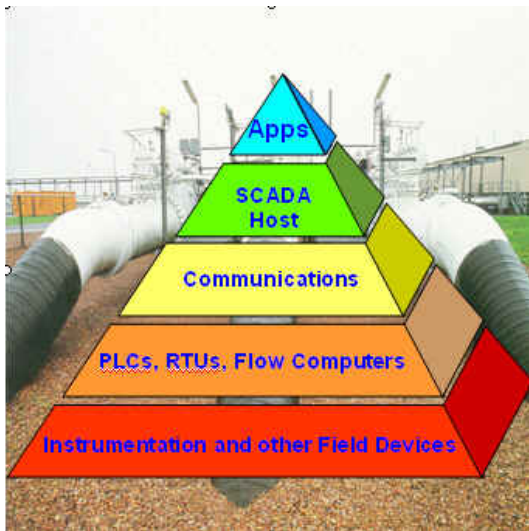 Apps
SCADA
Host
Communications
PLCs, RTUs, Flow Computers
Instrumentation and other Field Devices